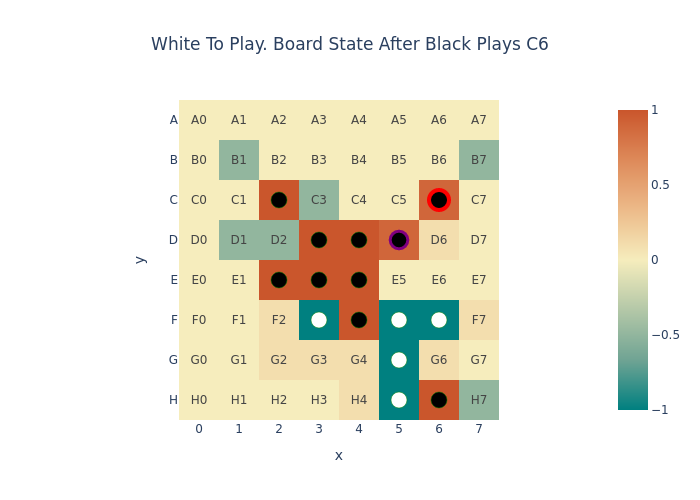 White To Play. Board State After Black Plays C6
A A0 A1 A2 A3 A4 A5 A6 A7
B B0 B1 B2 B3 B4 B5 B6 B7
C C0 C1 C3 C4 C5 C7
D D0 D1 D2 D6 D7
E E0 E1 E5 E6 E7
F F0 F1 F2 F7
G G0 G1 G2 G3 G4 G6 G7
H H0 H1 H2 H3 H4 H7
0 1 2 3 4 5 6 7
x
y
1
0.5
0
−0.5
−1